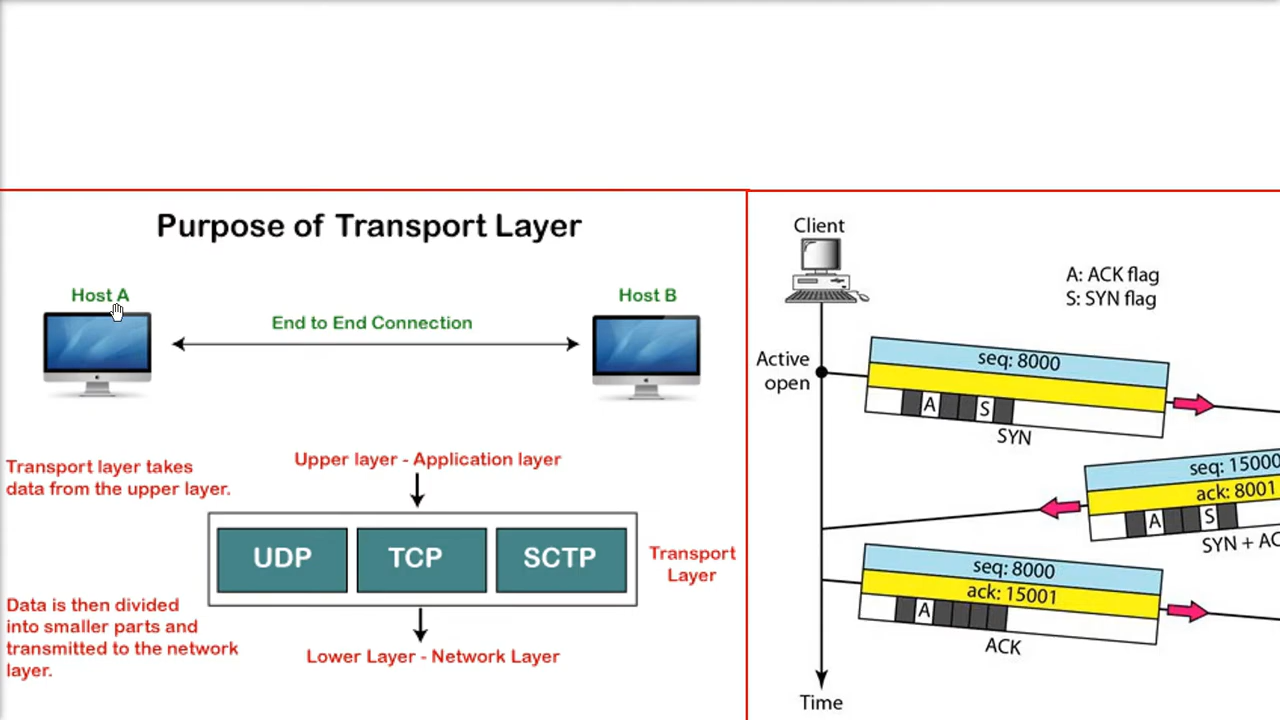 Purpose of Transport Layer
Host A
Host B
End to End Connection
Transport layer takes
data from the upper layer.
Upper layer - Application layer
UDP
TCP
SCTP
Transport
Layer
Data is then divided
into smaller parts and
transmitted to the network
layer.
Lower Layer - Network Layer
Client
A: ACK flag
S: SYN flag
Active
open
seq: 8000
A
S
SYN
seq: 15000
ack: 8001
A
S
SYN + AC
seq: 8000
ack: 15001
A
ACK
Time